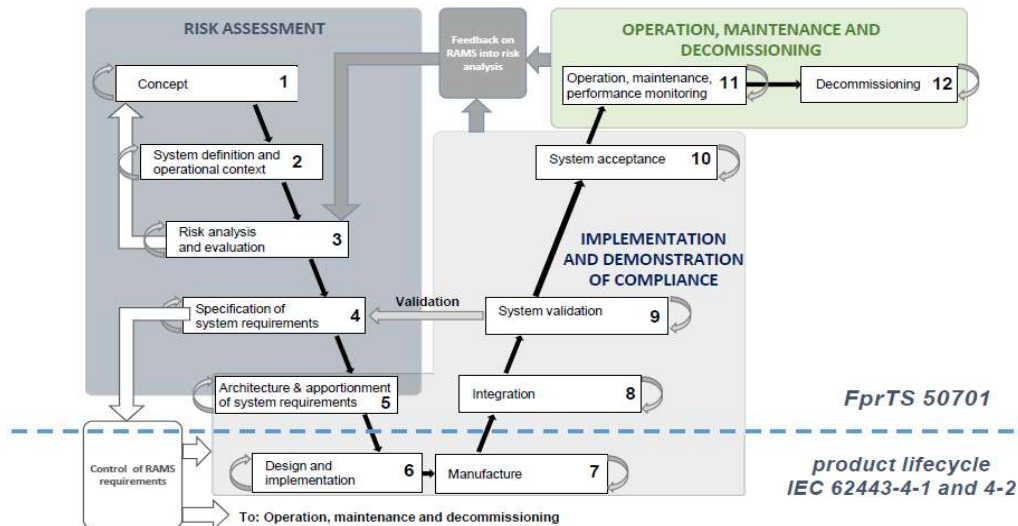 RISK ASSESSMENT
Feedback on
RAMS into risk
analysis
OPERATION, MAINTENANCE AND
DECOMISSIONING
Concept 1
Operation, maintenance,
performance monitoring 11
Decommissioning 12
System definition and
operational context 2
System acceptance 10
Risk analysis
and evaluation 3
IMPLEMENTATION
AND DEMONSTRATION
OF COMPLIANCE
Specification of
system requirements 4
Validation
System validation 9
Architecture & apportionment
of system requirements 5
Integration 8
FprTS 50701
Control of RAMS
requirements
Design and
implementation 6
Manufacture 7
product lifecycle
IEC 62443-4-1 and 4-2
To: Operation, maintenance and decommissioning